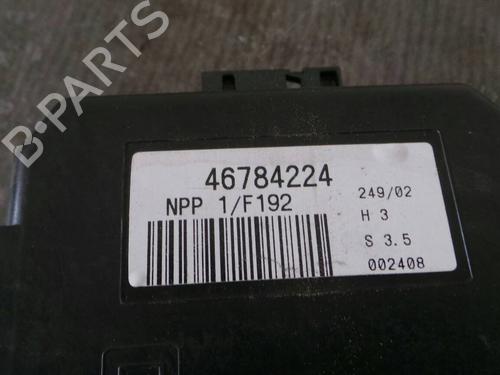 46784224
NPP 1/F192
249/02
H 3
S 3.5
002408
B-PARTS